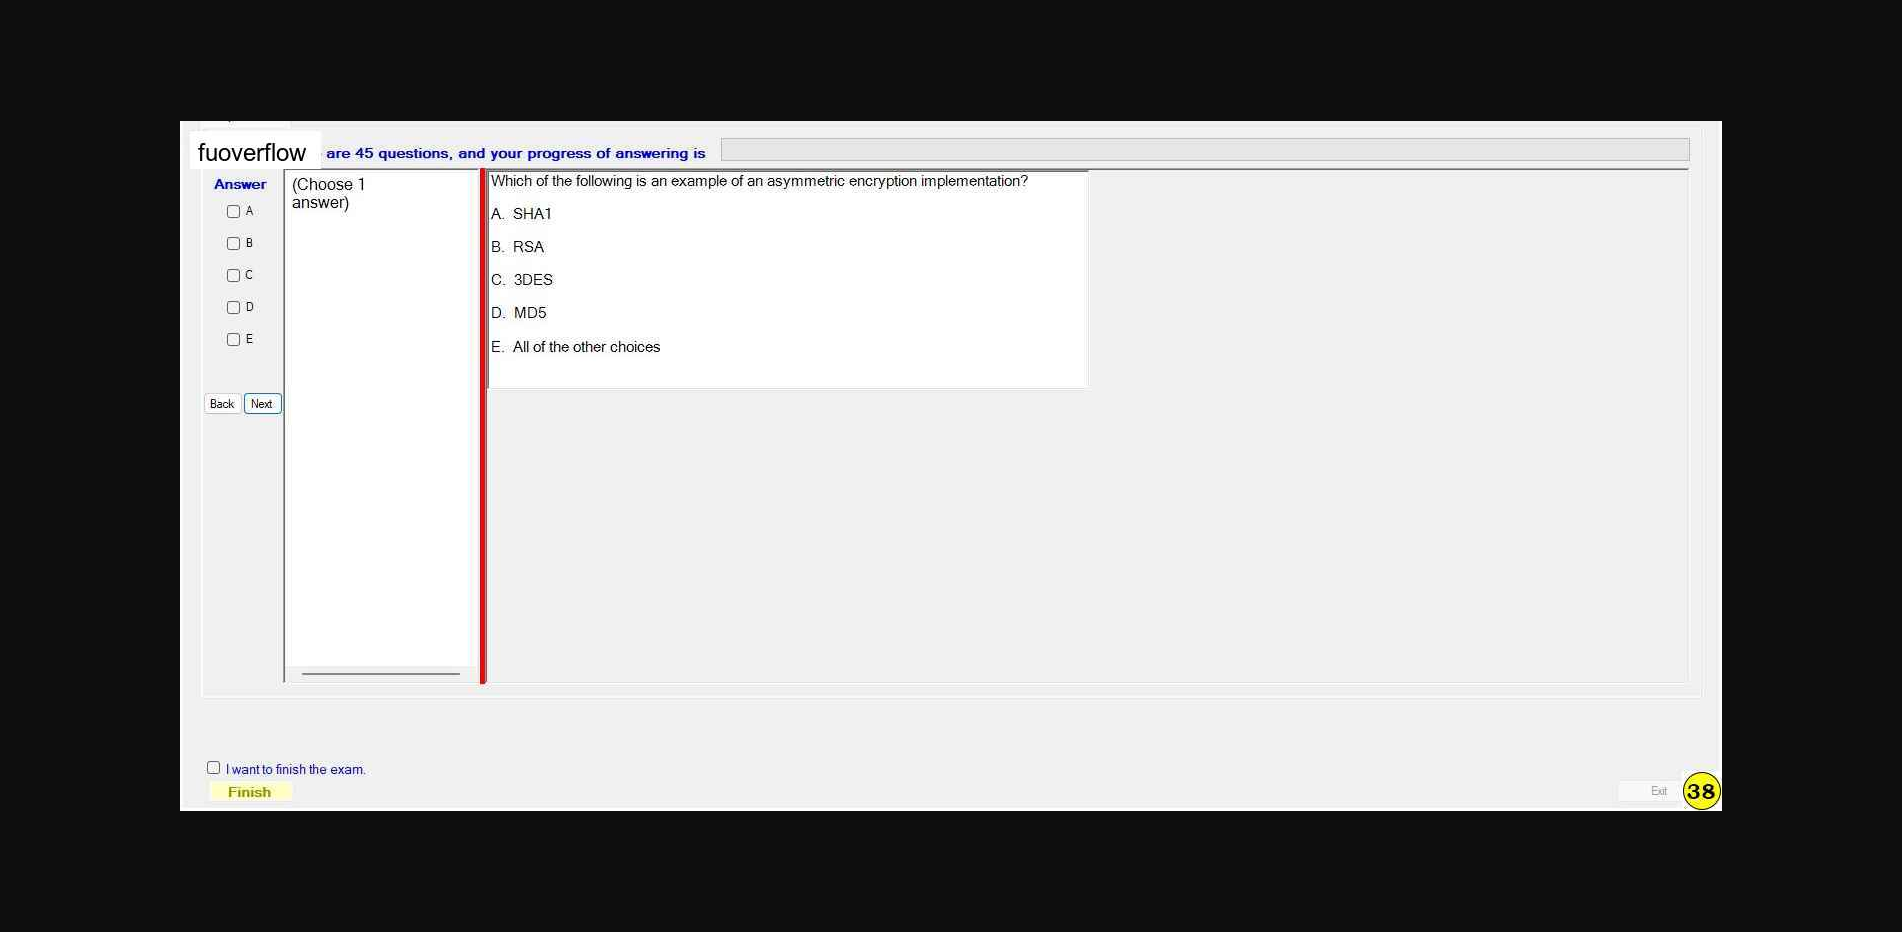 fuoverflow are 45 questions, and your progress of answering is
Answer
(Choose 1
answer)
A
B
C
D
E
Back Next
Which of the following is an example of an asymmetric encryption implementation?
A. SHA1
B. RSA
C. 3DES
D. MD5
E. All of the other choices
I want to finish the exam.
Finish
Exit
38